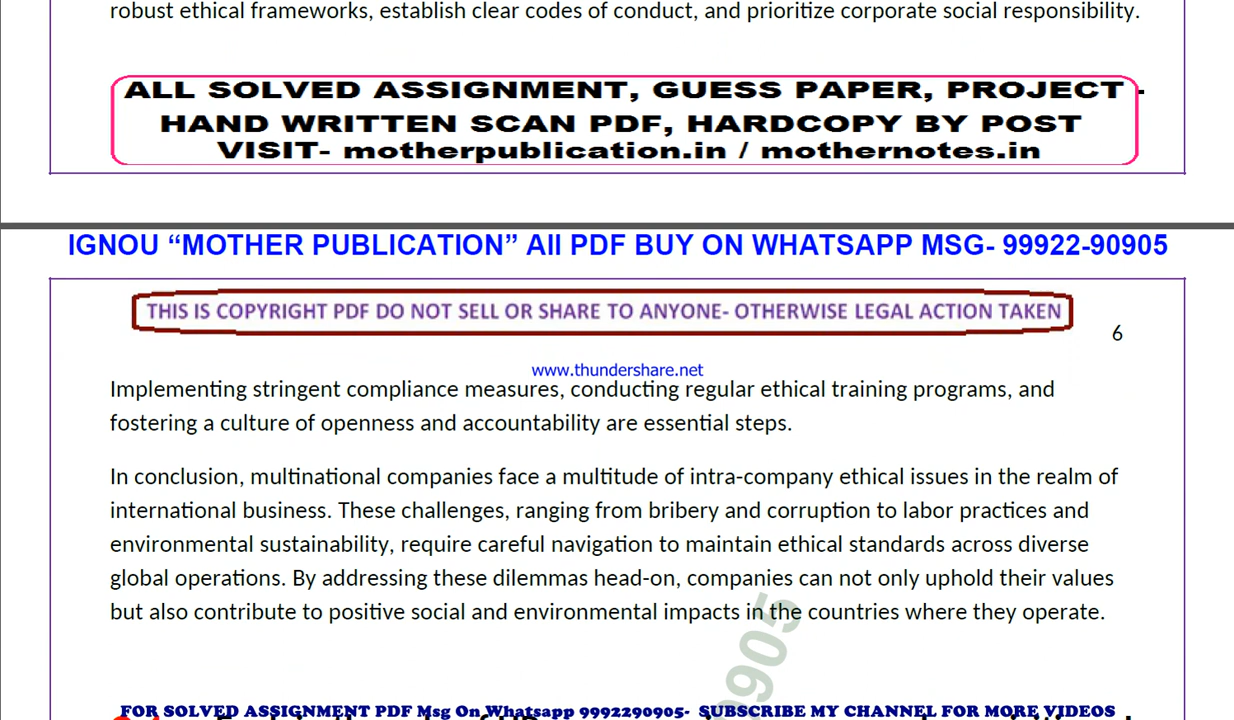 robust ethical frameworks, establish clear codes of conduct, and prioritize corporate social responsibility.
ALL SOLVED ASSIGNMENT, GUESS PAPER, PROJECT -
HAND WRITTEN SCAN PDF, HARDCOPY BY POST
VISIT- motherpublication.in / mothernotes.in
IGNOU “MOTHER PUBLICATION” All PDF BUY ON WHATSAPP MSG- 99922-90905
THIS IS COPYRIGHT PDF DO NOT SELL OR SHARE TO ANYONE- OTHERWISE LEGAL ACTION TAKEN
6
www.thundershare.net
Implementing stringent compliance measures, conducting regular ethical training programs, and
fostering a culture of openness and accountability are essential steps.
In conclusion, multinational companies face a multitude of intra-company ethical issues in the realm of
international business. These challenges, ranging from bribery and corruption to labor practices and
environmental sustainability, require careful navigation to maintain ethical standards across diverse
global operations. By addressing these dilemmas head-on, companies can not only uphold their values
but also contribute to positive social and environmental impacts in the countries where they operate.
0905
FOR SOLVED ASSIGNMENT PDF Msg On Whatsapp 9992290905- SUBSCRIBE MY CHANNEL FOR MORE VIDEOS